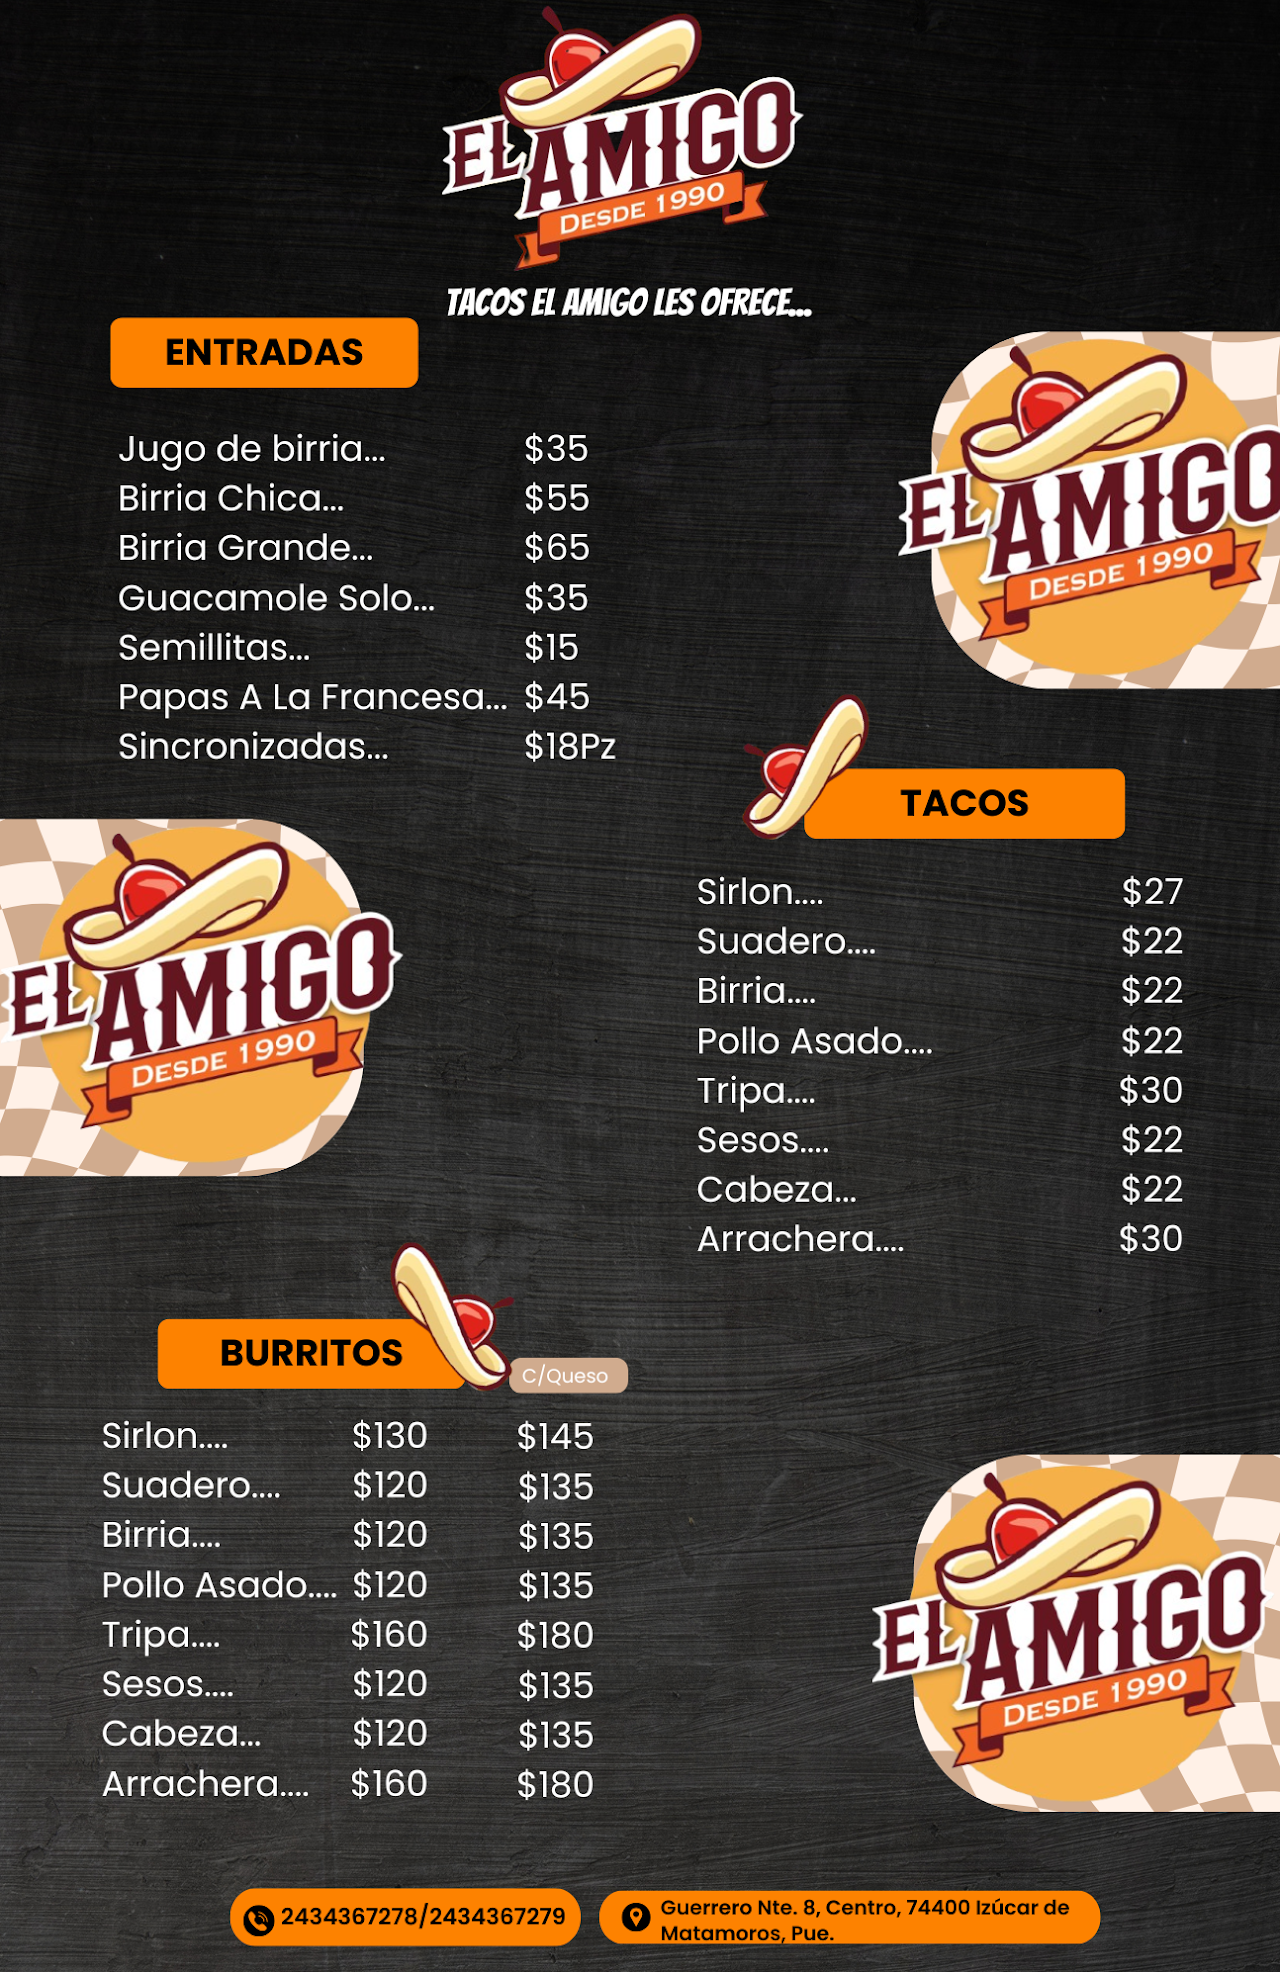 EL AMIGO
DESDE 1990
TACOS EL AMIGO LES OFRECE...
ENTRADAS
Jugo de birria... $35
Birria Chica... $55
Birria Grande... $65
Guacamole Solo... $35
Semillitas... $15
Papas A La Francesa... $45
Sincronizadas... $18Pz
EL AMIGO
DESDE 1990
TACOS
Sirlon.... $27
Suadero.... $22
Birria.... $22
Pollo Asado.... $22
Tripa.... $30
Sesos.... $22
Cabeza... $22
Arrachera.... $30
EL AMIGO
DESDE 1990
BURRITOS
C/Queso
Sirlon.... $130 $145
Suadero.... $120 $135
Birria.... $120 $135
Pollo Asado.... $120 $135
Tripa.... $160 $180
Sesos.... $120 $135
Cabeza... $120 $135
Arrachera.... $160 $180
EL AMIGO
DESDE 1990
2434367278/2434367279
Guerrero Nte. 8, Centro, 74400 Izúcar de
Matamoros, Pue.